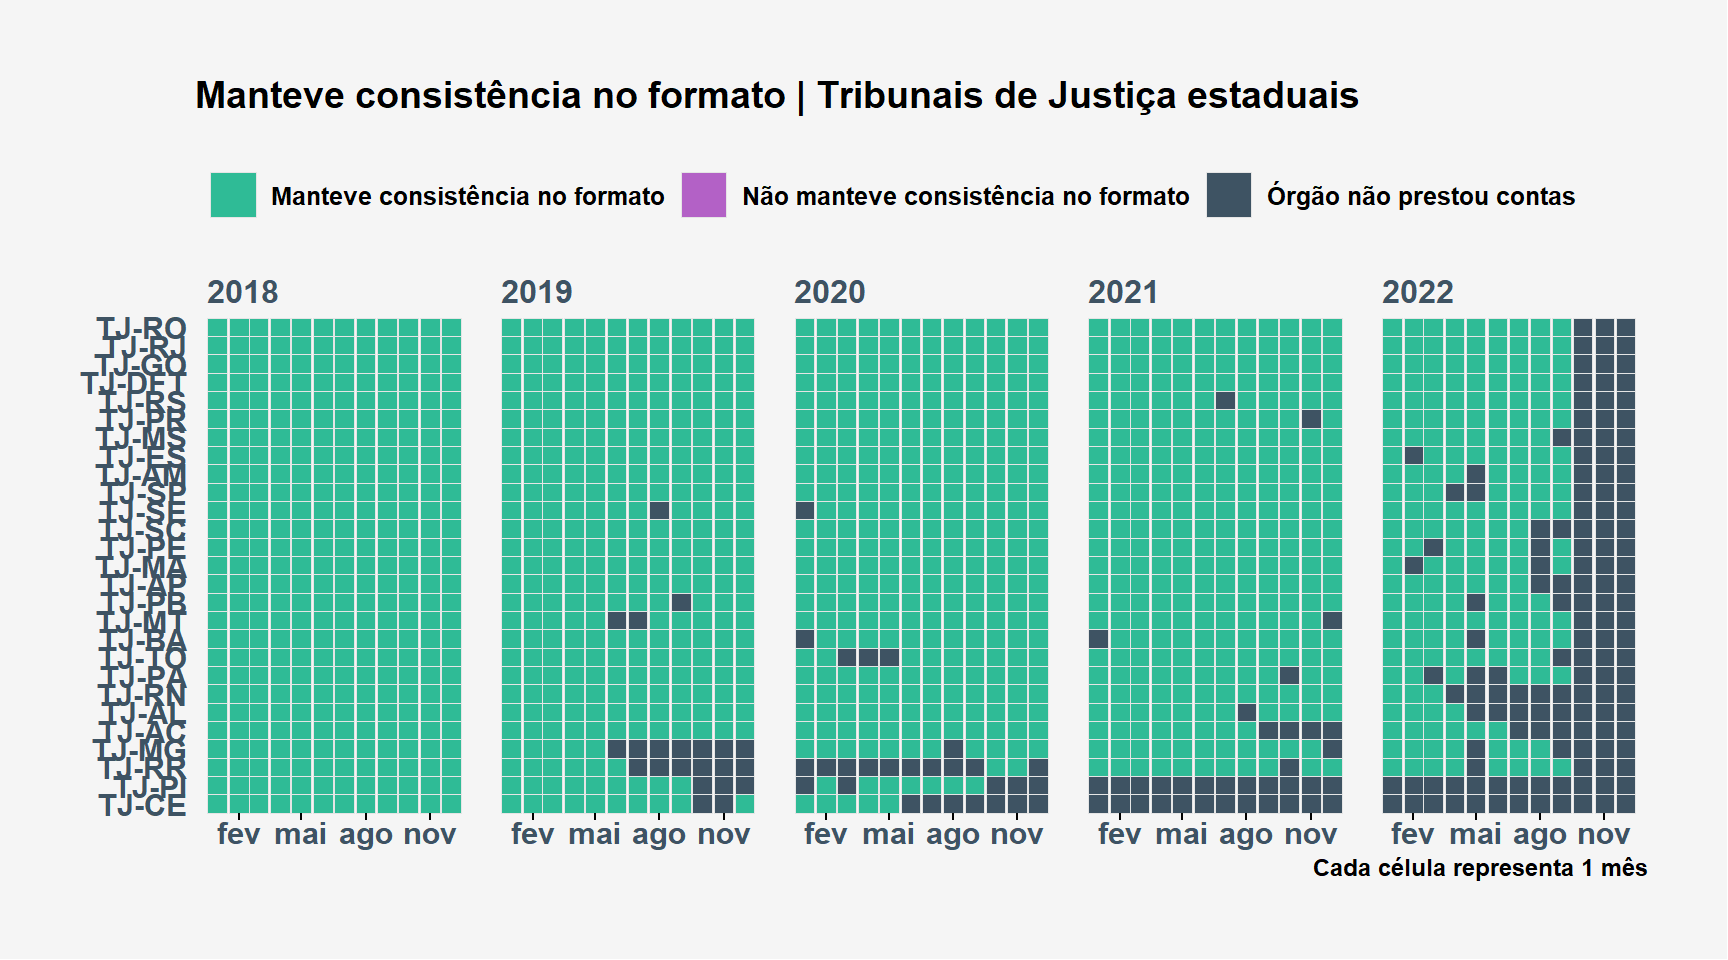 Manteve consistência no formato | Tribunais de Justiça estaduais
Manteve consistência no formato Não manteve consistência no formato Órgão não prestou contas
2018 2019 2020 2021 2022
TJ-RO
TJ-RJ
TJ-GO
TJ-DFT
TJ-RS
TJ-PR
TJ-MS
TJ-ES
TJ-AM
TJ-SP
TJ-SE
TJ-SC
TJ-PE
TJ-MA
TJ-AP
TJ-PB
TJ-MT
TJ-BA
TJ-TO
TJ-PA
TJ-RN
TJ-AL
TJ-AC
TJ-MG
TJ-RR
TJ-PI
TJ-CE
fev mai ago nov fev mai ago nov fev mai ago nov fev mai ago nov fev mai ago nov
Cada célula representa 1 mês